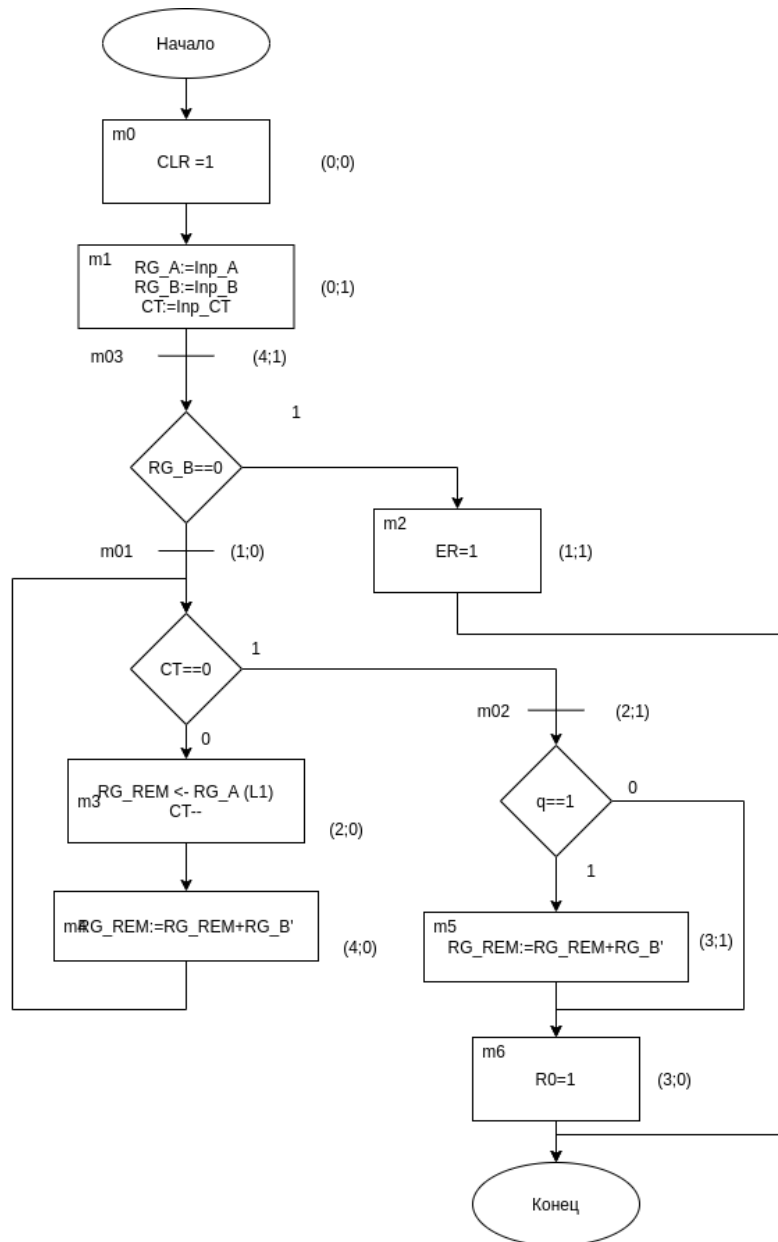 Начало
m0
CLR =1
(0;0)
m1
RG_A:=Inp_A
RG_B:=Inp_B
CT:=Inp_CT
(0;1)
m03
(4;1)
1
RG_B==0
m2
ER=1
(1;1)
m01
(1;0)
CT==0
1
0
m02
(2;1)
m3
RG_REM <- RG_A (L1)
CT--
(2;0)
q==1
0
1
m4
RG_REM:=RG_REM+RG_B'
(4;0)
m5
RG_REM:=RG_REM+RG_B'
(3;1)
m6
R0=1
(3;0)
Конец